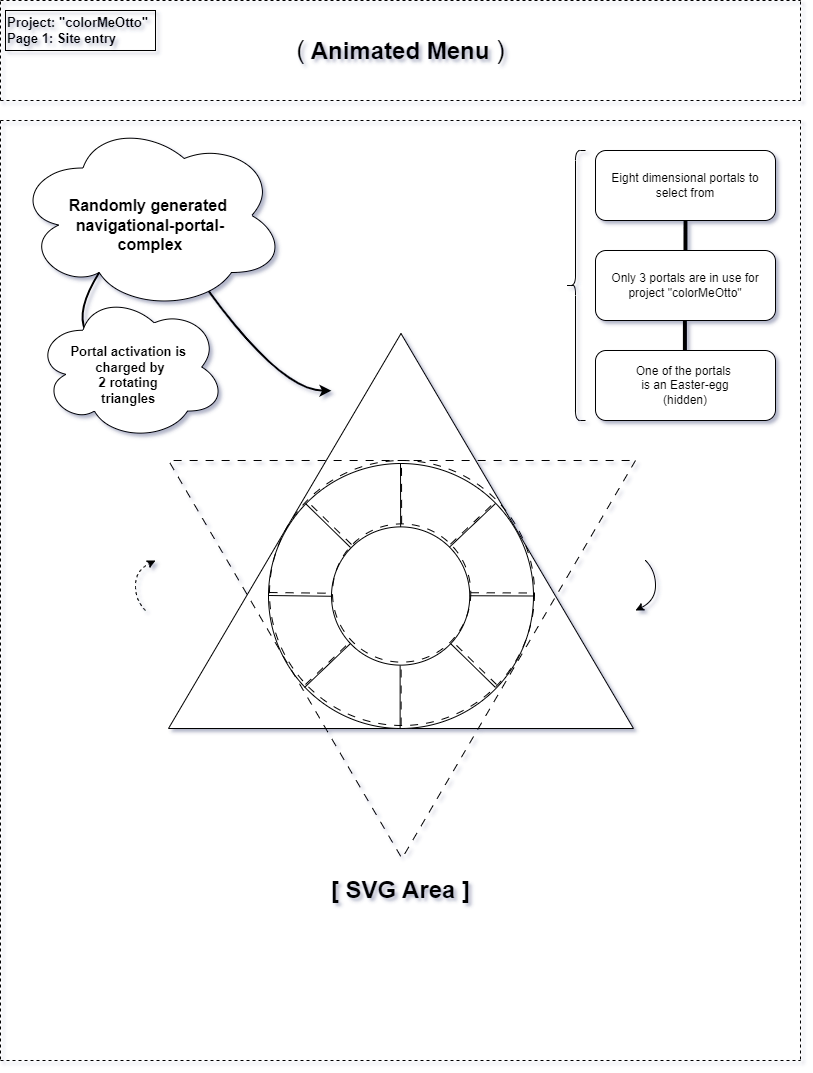 Project: "colorMeOtto"
Page 1: Site entry
( Animated Menu )
Randomly generated
navigational-portal-
complex
Portal activation is
charged by
2 rotating
triangles
Eight dimensional portals to
select from
Only 3 portals are in use for
project "colorMeOtto"
One of the portals
is an Easter-egg
(hidden)
[ SVG Area ]